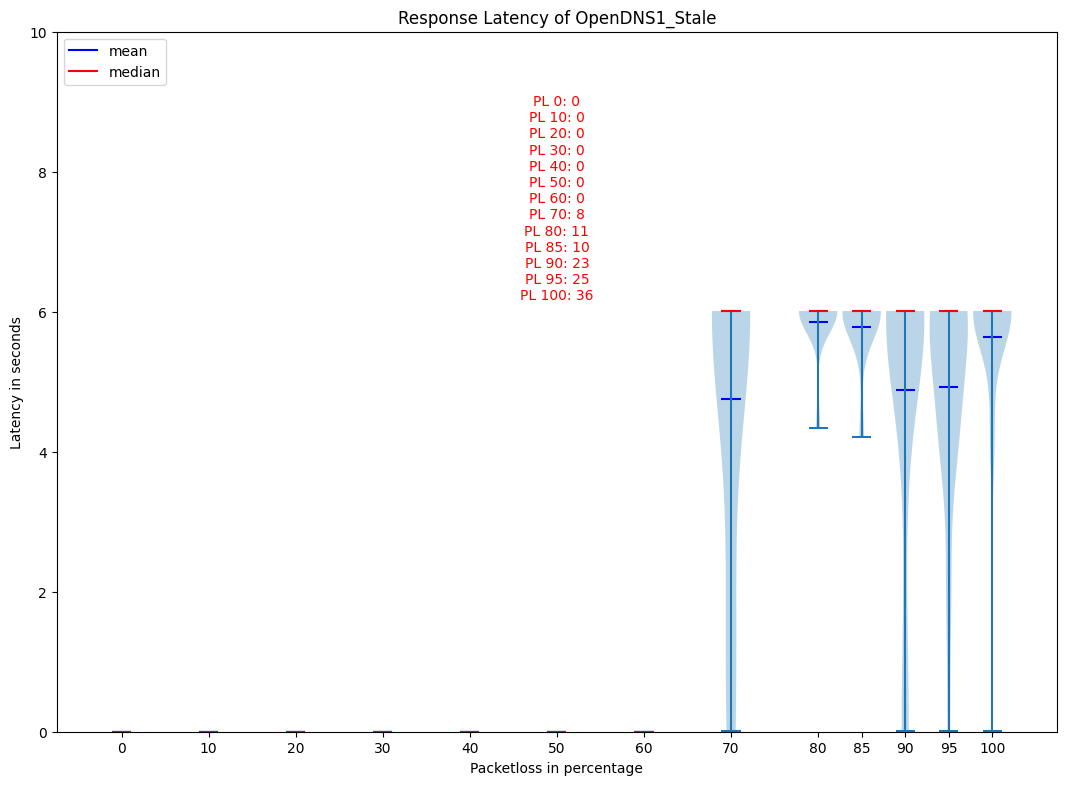 Response Latency of OpenDNS1_Stale
mean
median
PL 0: 0
PL 10: 0
PL 20: 0
PL 30: 0
PL 40: 0
PL 50: 0
PL 60: 0
PL 70: 8
PL 80: 11
PL 85: 10
PL 90: 23
PL 95: 25
PL 100: 36
Latency in seconds
10
8
6
4
2
0
0 10 20 30 40 50 60 70 80 85 90 95 100
Packetloss in percentage